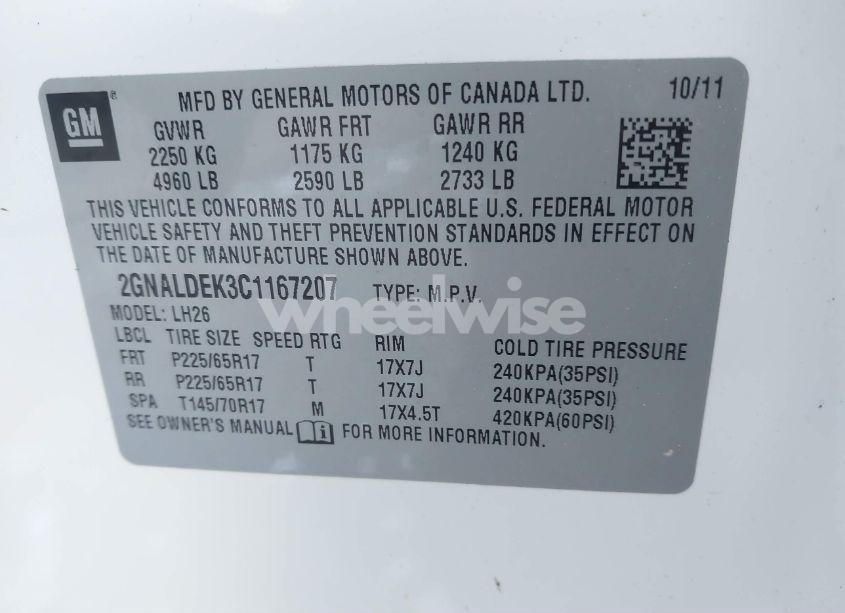 GM ®
MFD BY GENERAL MOTORS OF CANADA LTD. 10/11
GVWR GAWR FRT GAWR RR
2250 KG 1175 KG 1240 KG
4960 LB 2590 LB 2733 LB
THIS VEHICLE CONFORMS TO ALL APPLICABLE U.S. FEDERAL MOTOR
VEHICLE SAFETY AND THEFT PREVENTION STANDARDS IN EFFECT ON
THE DATE OF MANUFACTURE SHOWN ABOVE.
2GNALDEK3C1167207 TYPE: M.P.V.
wheelwise
MODEL: LH26
LBCL TIRE SIZE SPEED RTG RIM COLD TIRE PRESSURE
FRT P225/65R17 T 17X7J 240KPA(35PSI)
RR P225/65R17 T 17X7J 240KPA(35PSI)
SPA T145/70R17 M 17X4.5T 420KPA(60PSI)
SEE OWNER'S MANUAL i FOR MORE INFORMATION.